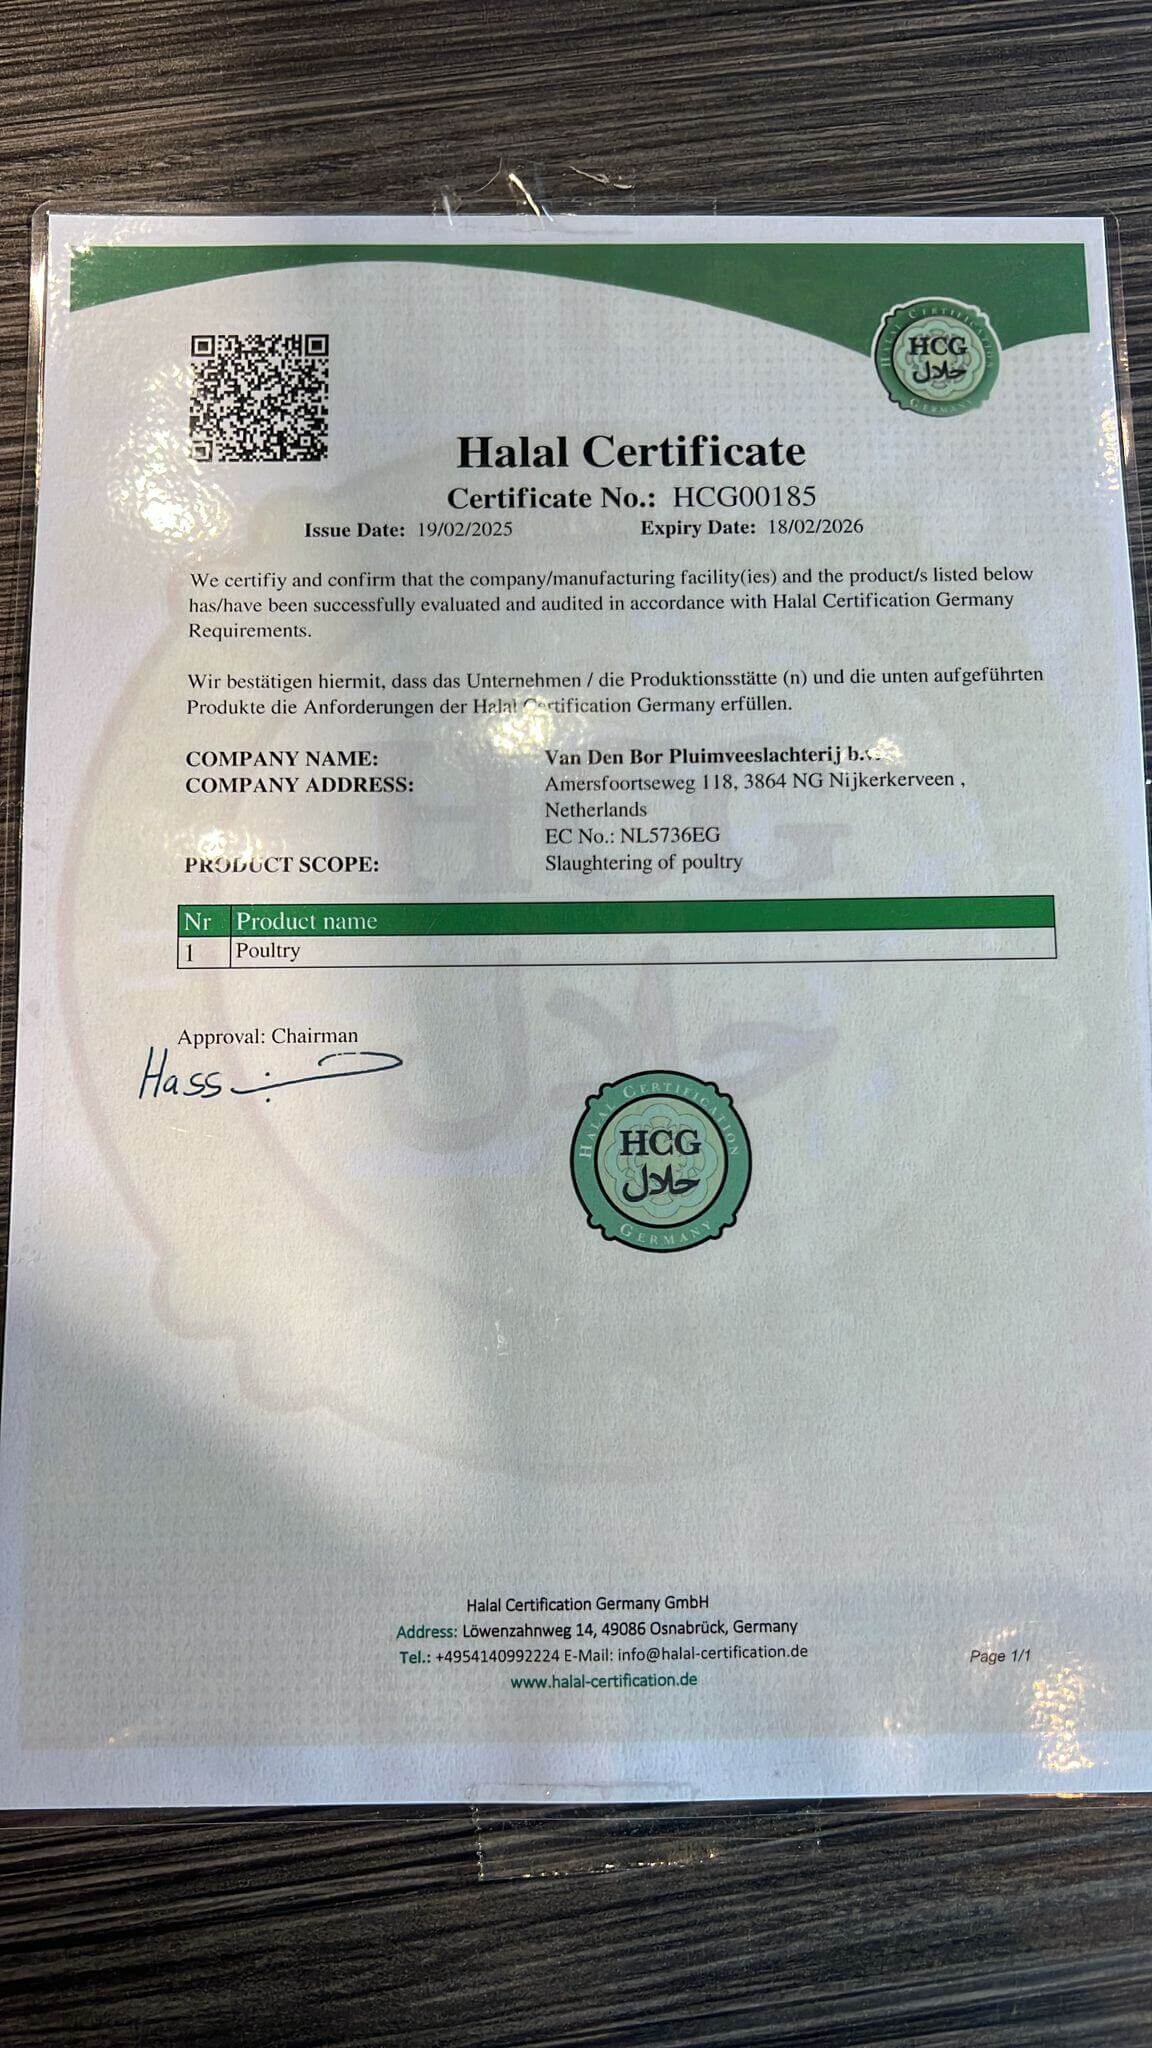 HALAL CERTIFICATION
HCG
حلال
GERMANY
Halal Certificate
Certificate No.: HCG00185
Issue Date: 19/02/2025 Expiry Date: 18/02/2026
We certifiy and confirm that the company/manufacturing facility(ies) and the product/s listed below
has/have been successfully evaluated and audited in accordance with Halal Certification Germany
Requirements.
Wir bestätigen hiermit, dass das Unternehmen / die Produktionsstätte (n) und die unten aufgeführten
Produkte die Anforderungen der Halal Certification Germany erfüllen.
COMPANY NAME: Van Den Bor Pluimveeslachterij b.v.
COMPANY ADDRESS: Amersfoortseweg 118, 3864 NG Nijkerkerveen ,
Netherlands
EC No.: NL5736EG
PRODUCT SCOPE: Slaughtering of poultry
Nr Product name
1 Poultry
Approval: Chairman
Hass
HALAL CERTIFICATION
HCG
حلال
GERMANY
HCG
حلال
Halal Certification Germany GmbH
Address: Löwenzahnweg 14, 49086 Osnabrück, Germany
Tel.: +4954140992224 E-Mail: info@halal-certification.de
www.halal-certification.de
Page 1/1